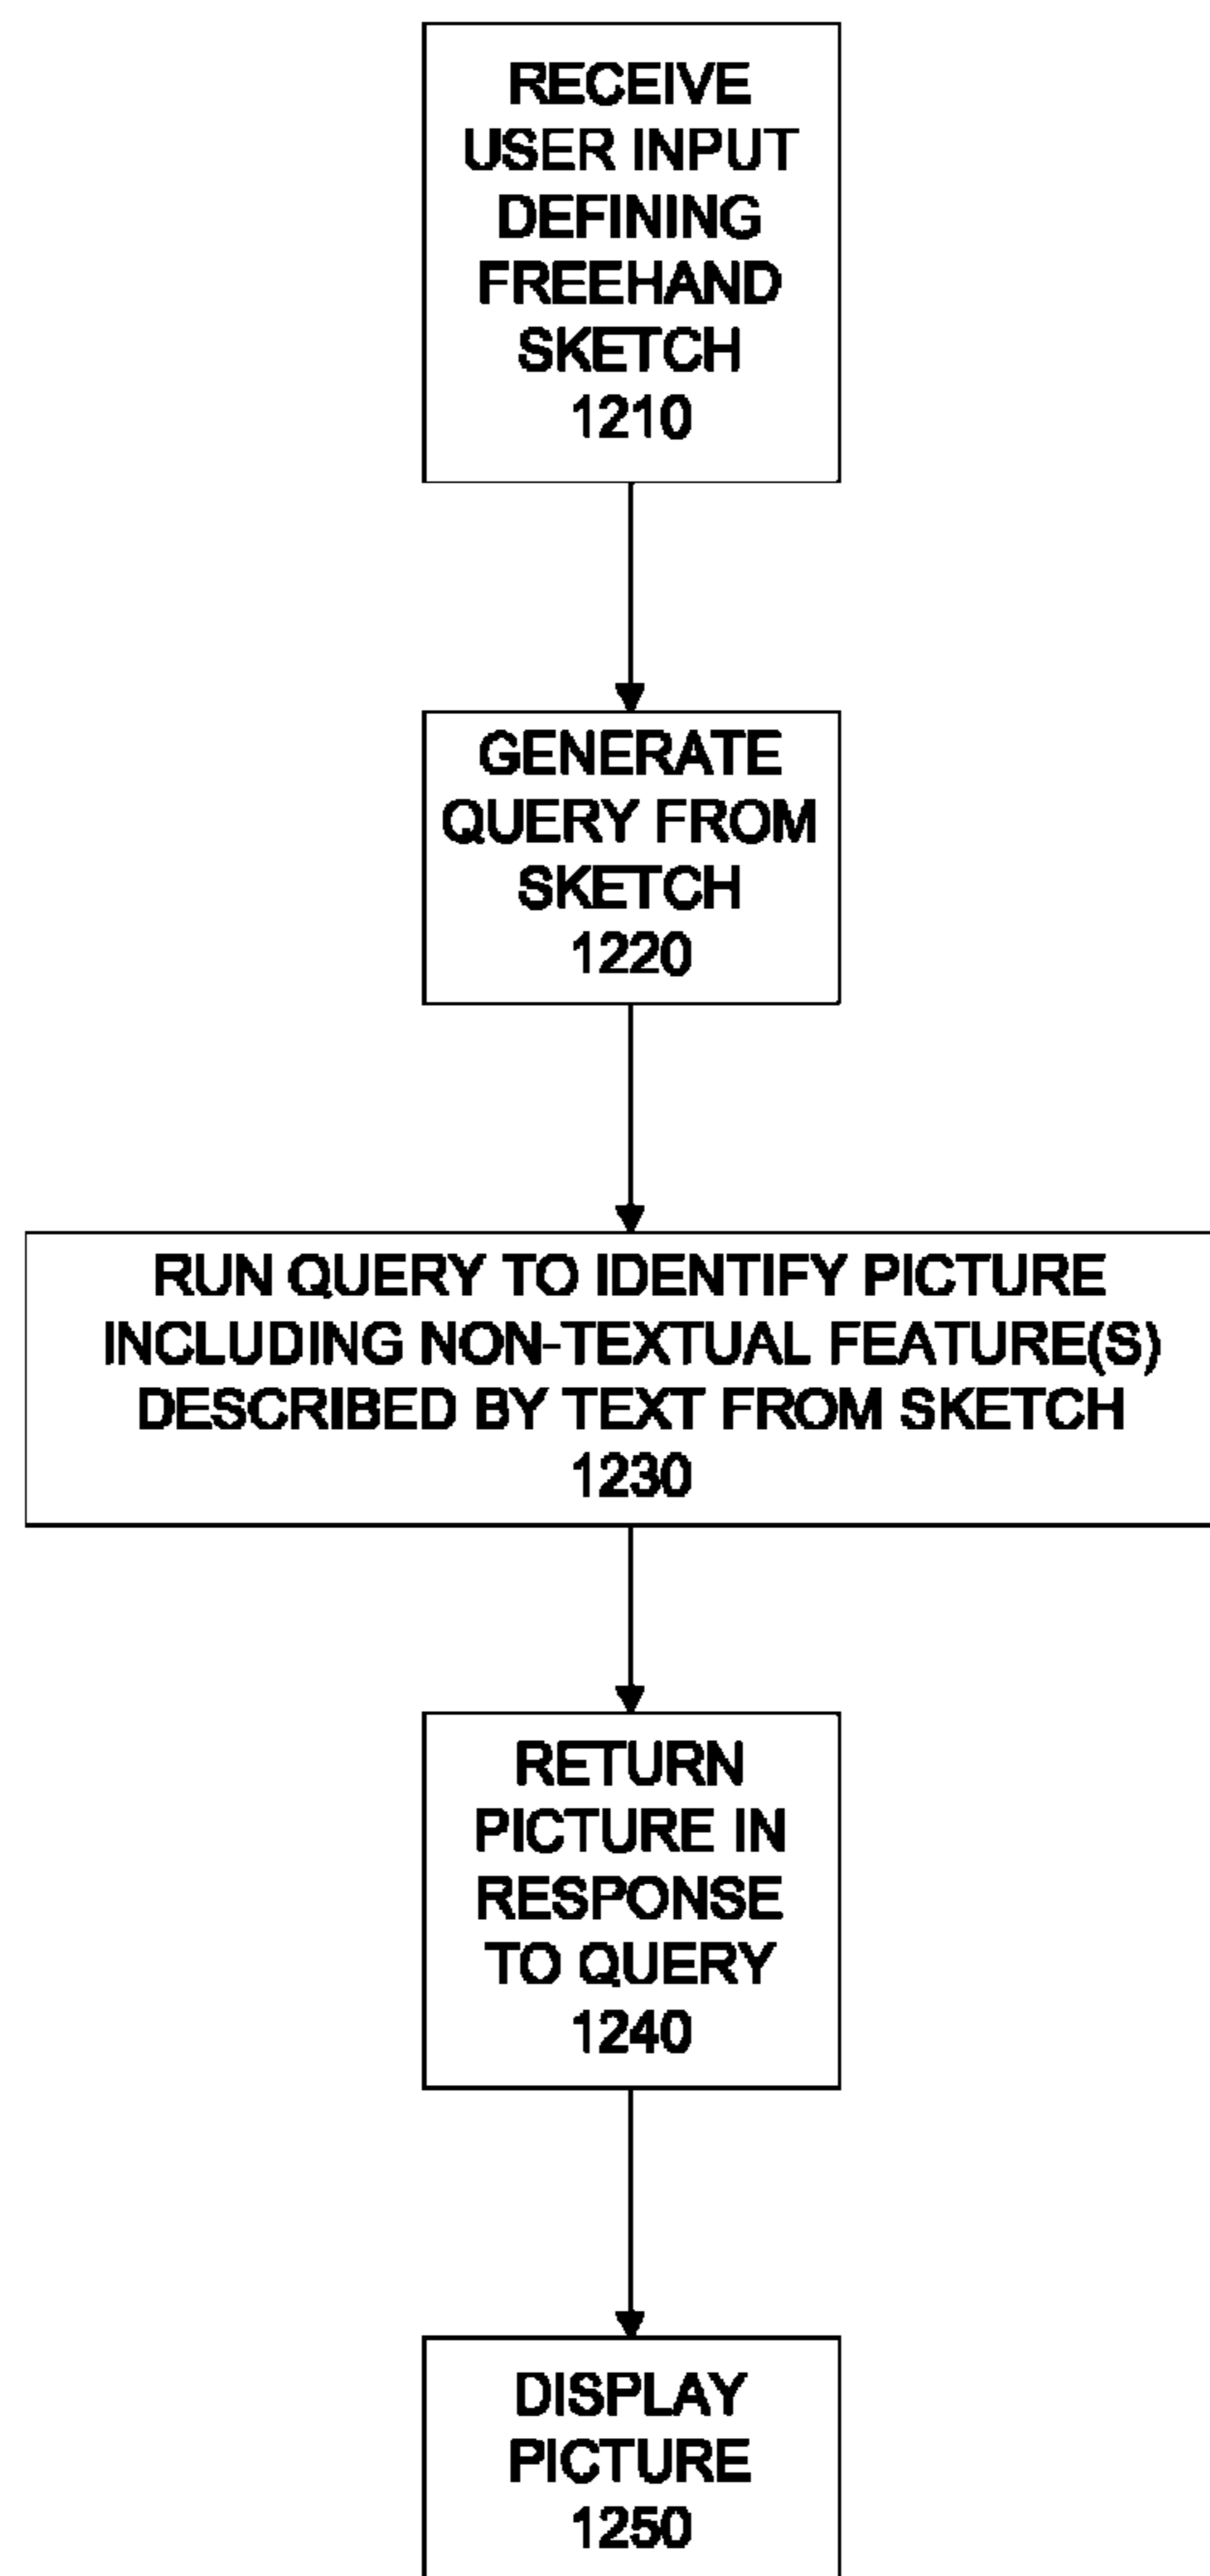 RECEIVE
USER INPUT
DEFINING
FREEHAND
SKETCH
1210
GENERATE
QUERY FROM
SKETCH
1220
RUN QUERY TO IDENTIFY PICTURE
INCLUDING NON-TEXTUAL FEATURE(S)
DESCRIBED BY TEXT FROM SKETCH
1230
RETURN
PICTURE IN
RESPONSE
TO QUERY
1240
DISPLAY
PICTURE
1250